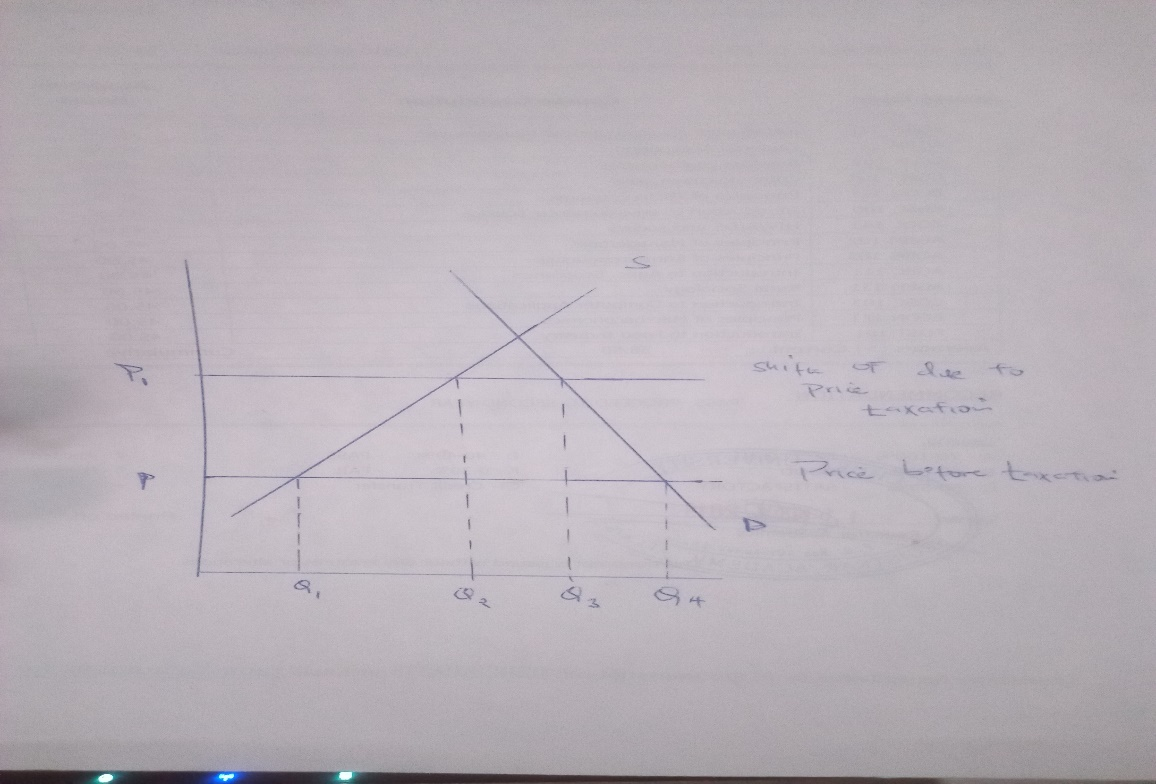 S
P₁
shift of due to
price
taxation
P
Price before taxation
D
Q₁ Q₂ Q₃ Q4